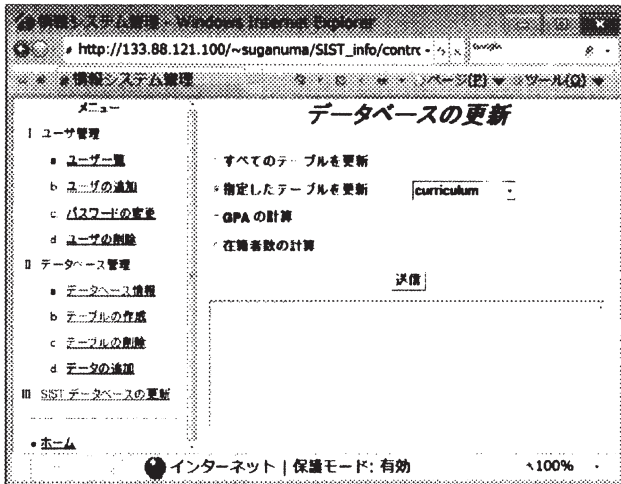 情報システム管理 - Windows Internet Explorer
http://133.88.121.100/~suganuma/SIST_info/contrc
Google
情報システム管理
ページ(P) ツール(O)
メニュー
I ユーザ管理
a ユーザ一覧
b ユーザの追加
c パスワードの変更
d ユーザの削除
II データベース管理
a データベース情報
b テーブルの作成
c テーブルの削除
d データの追加
III SIST データベースの更新
• ホーム
データベースの更新
すべてのテーブルを更新
指定したテーブルを更新 curriculum
GPA の計算
在籍者数の計算
送信
インターネット | 保護モード: 有効
100%